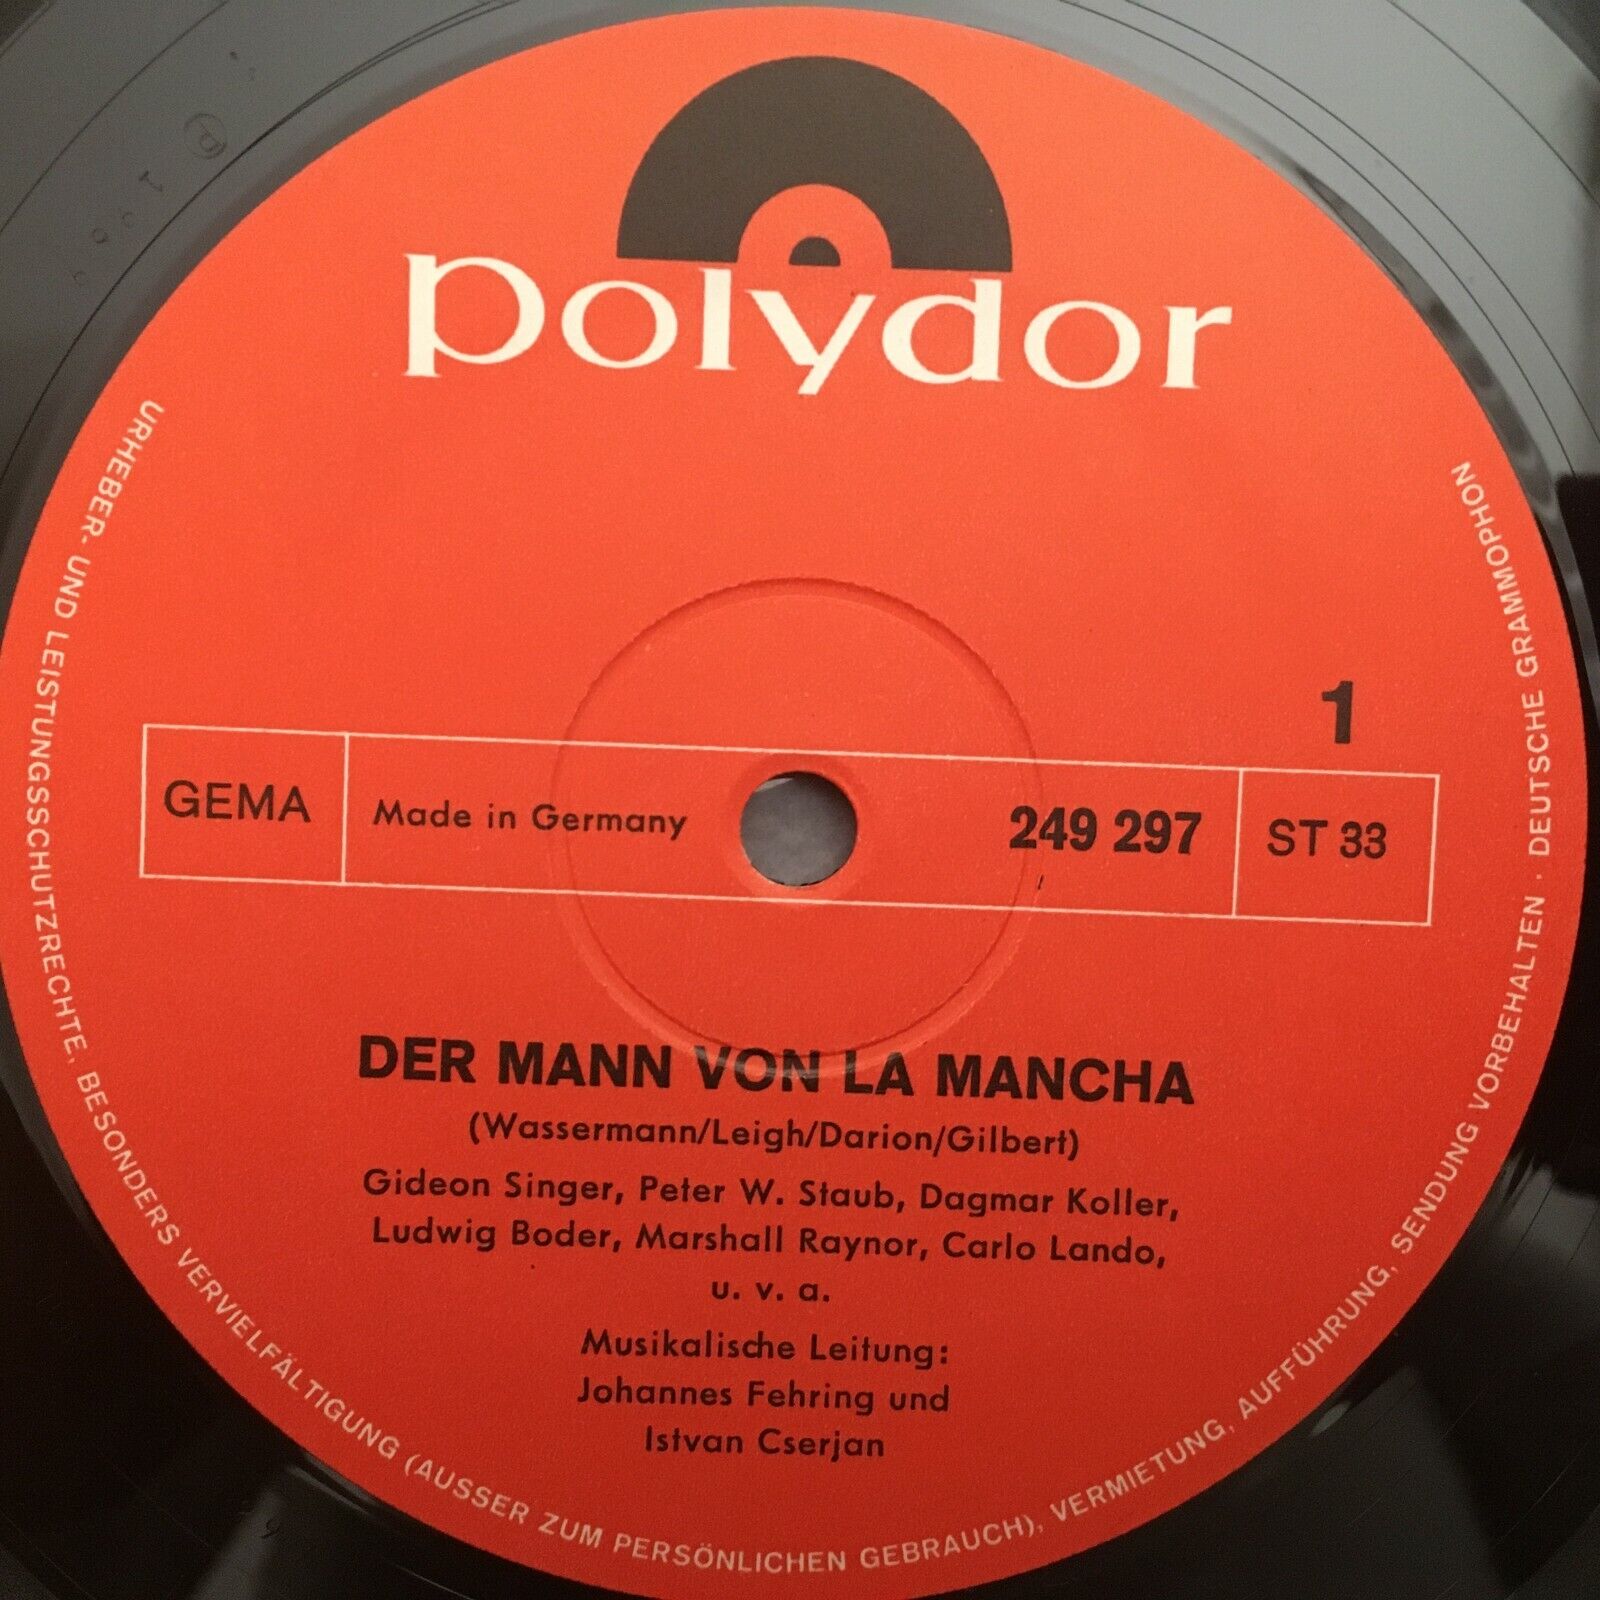 polydor
1
GEMA
Made in Germany
249 297
ST 33
DER MANN VON LA MANCHA
(Wassermann/Leigh/Darion/Gilbert)
Gideon Singer, Peter W. Staub, Dagmar Koller,
Ludwig Boder, Marshall Raynor, Carlo Lando,
u. v. a.
Musikalische Leitung:
Johannes Fehring und
Istvan Cserjan
URHEBER- UND LEISTUNGSSCHUTZRECHTE, BESONDERS VERVIELFÄLTIGUNG (AUSSER ZUM PERSÖNLICHEN GEBRAUCH), VERMIETUNG, AUFFÜHRUNG, SENDUNG VORBEHALTEN · DEUTSCHE GRAMMOPHON